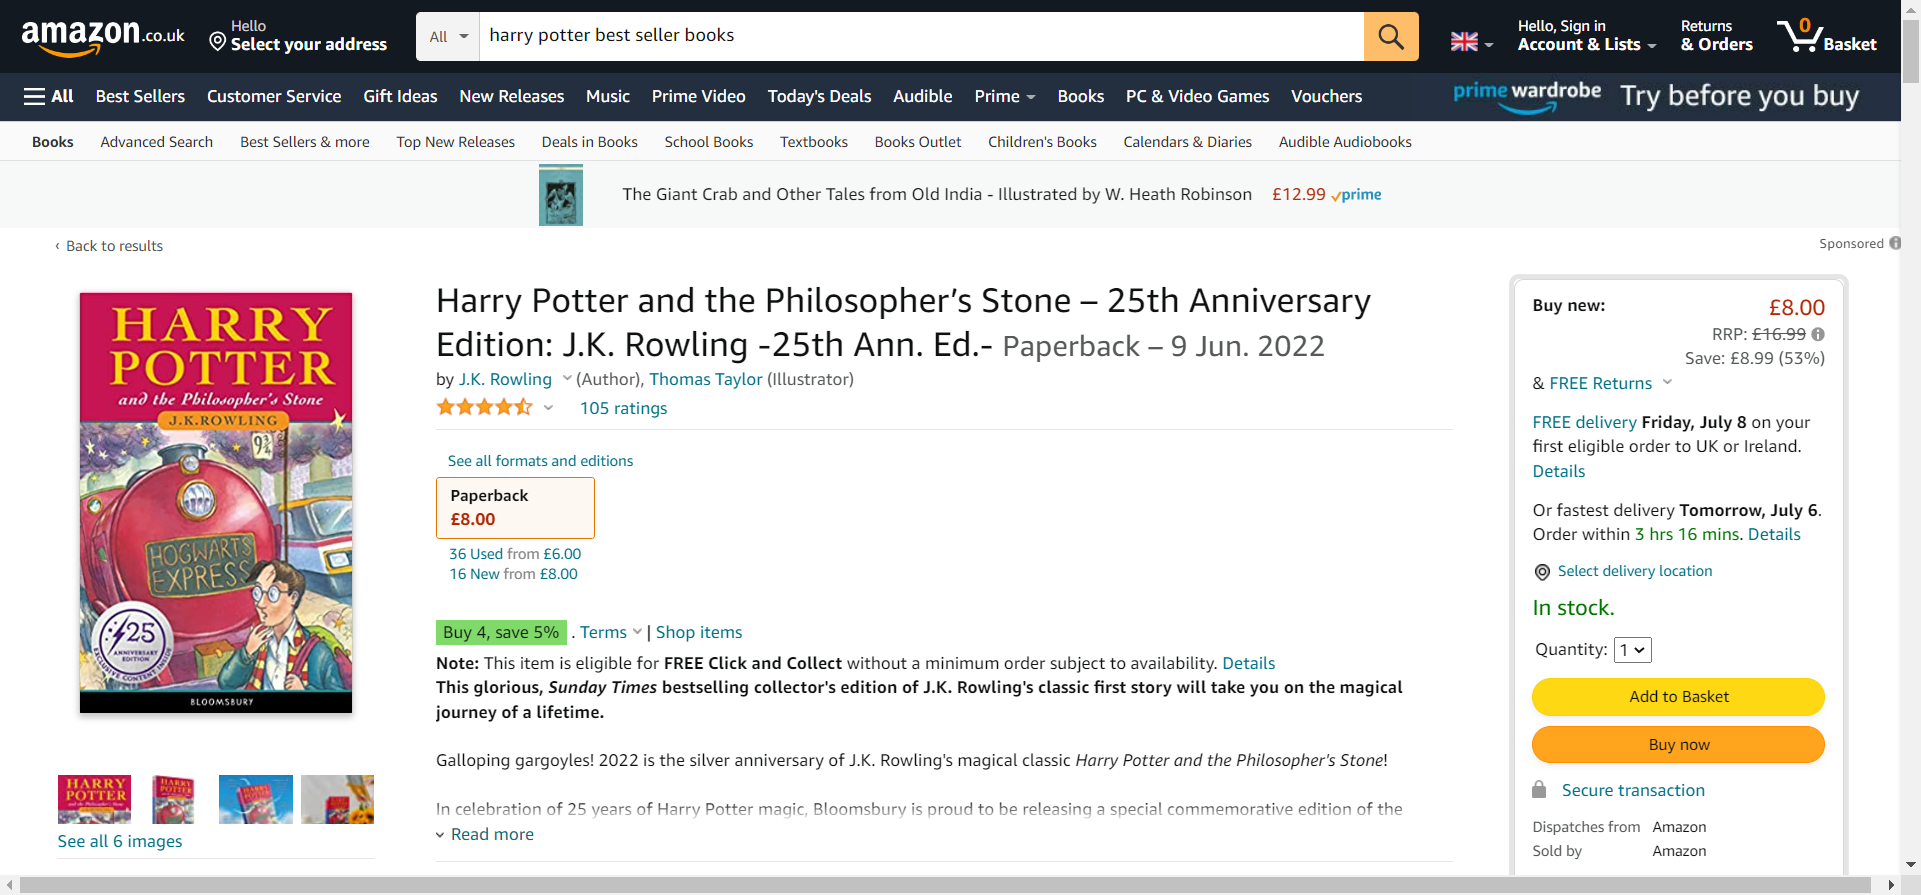 amazon.co.uk
Hello
Select your address
All
harry potter best seller books
Hello, Sign in
Account & Lists
Returns
& Orders
0
Basket
All
Best Sellers
Customer Service
Gift Ideas
New Releases
Music
Prime Video
Today's Deals
Audible
Prime
Books
PC & Video Games
Vouchers
prime wardrobe Try before you buy
Books
Advanced Search
Best Sellers & more
Top New Releases
Deals in Books
School Books
Textbooks
Books Outlet
Children's Books
Calendars & Diaries
Audible Audiobooks
The Giant Crab and Other Tales from Old India - Illustrated by W. Heath Robinson £12.99 prime
‹ Back to results
Sponsored
HARRY
POTTER
and the Philosopher's Stone
J.K.ROWLING
9¾
HOGWARTS
EXPRESS
25
ANNIVERSARY
EDITION
EXCLUSIVE CONTENT INSIDE
BLOOMSBURY
HARRY
POTTER
See all 6 images
Harry Potter and the Philosopher’s Stone – 25th Anniversary
Edition: J.K. Rowling -25th Ann. Ed.- Paperback – 9 Jun. 2022
by J.K. Rowling (Author), Thomas Taylor (Illustrator)
105 ratings
See all formats and editions
Paperback
£8.00
36 Used from £6.00
16 New from £8.00
Buy 4, save 5% . Terms | Shop items
Note: This item is eligible for FREE Click and Collect without a minimum order subject to availability. Details
This glorious, Sunday Times bestselling collector's edition of J.K. Rowling's classic first story will take you on the magical
journey of a lifetime.
Galloping gargoyles! 2022 is the silver anniversary of J.K. Rowling's magical classic Harry Potter and the Philosopher's Stone!
In celebration of 25 years of Harry Potter magic, Bloomsbury is proud to be releasing a special commemorative edition of the
Read more
Buy new: £8.00
RRP: £16.99
Save: £8.99 (53%)
& FREE Returns
FREE delivery Friday, July 8 on your
first eligible order to UK or Ireland.
Details
Or fastest delivery Tomorrow, July 6.
Order within 3 hrs 16 mins. Details
Select delivery location
In stock.
Quantity: 1
Add to Basket
Buy now
Secure transaction
Dispatches from Amazon
Sold by Amazon